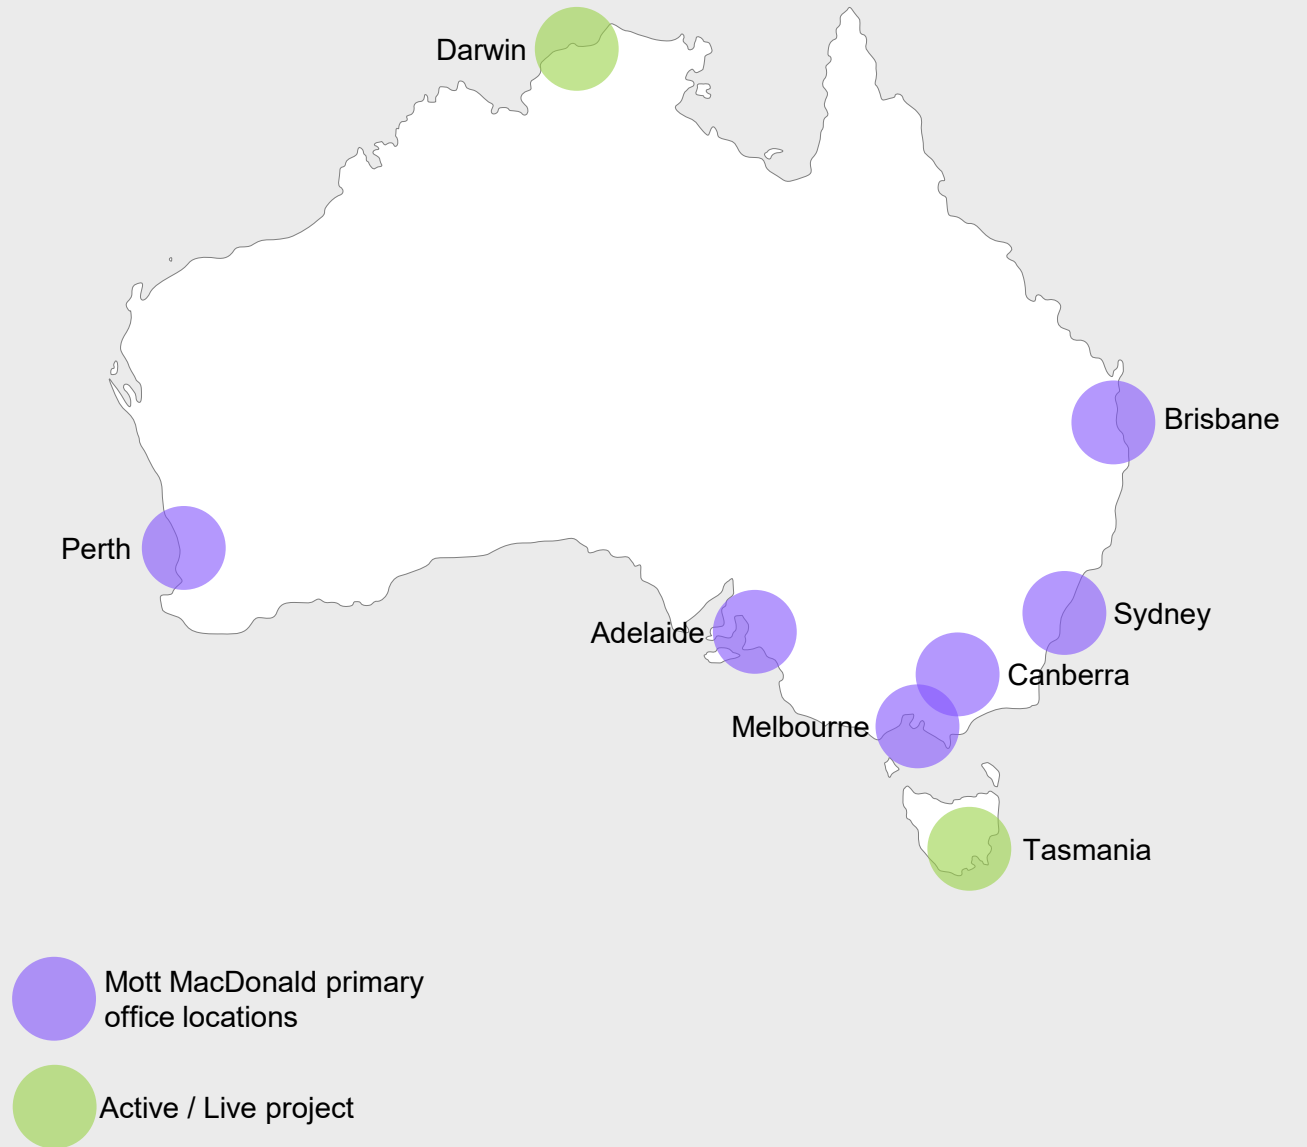 Darwin
Brisbane
Perth
Sydney
Adelaide
Canberra
Melbourne
Tasmania
Mott MacDonald primary
office locations
Active / Live project